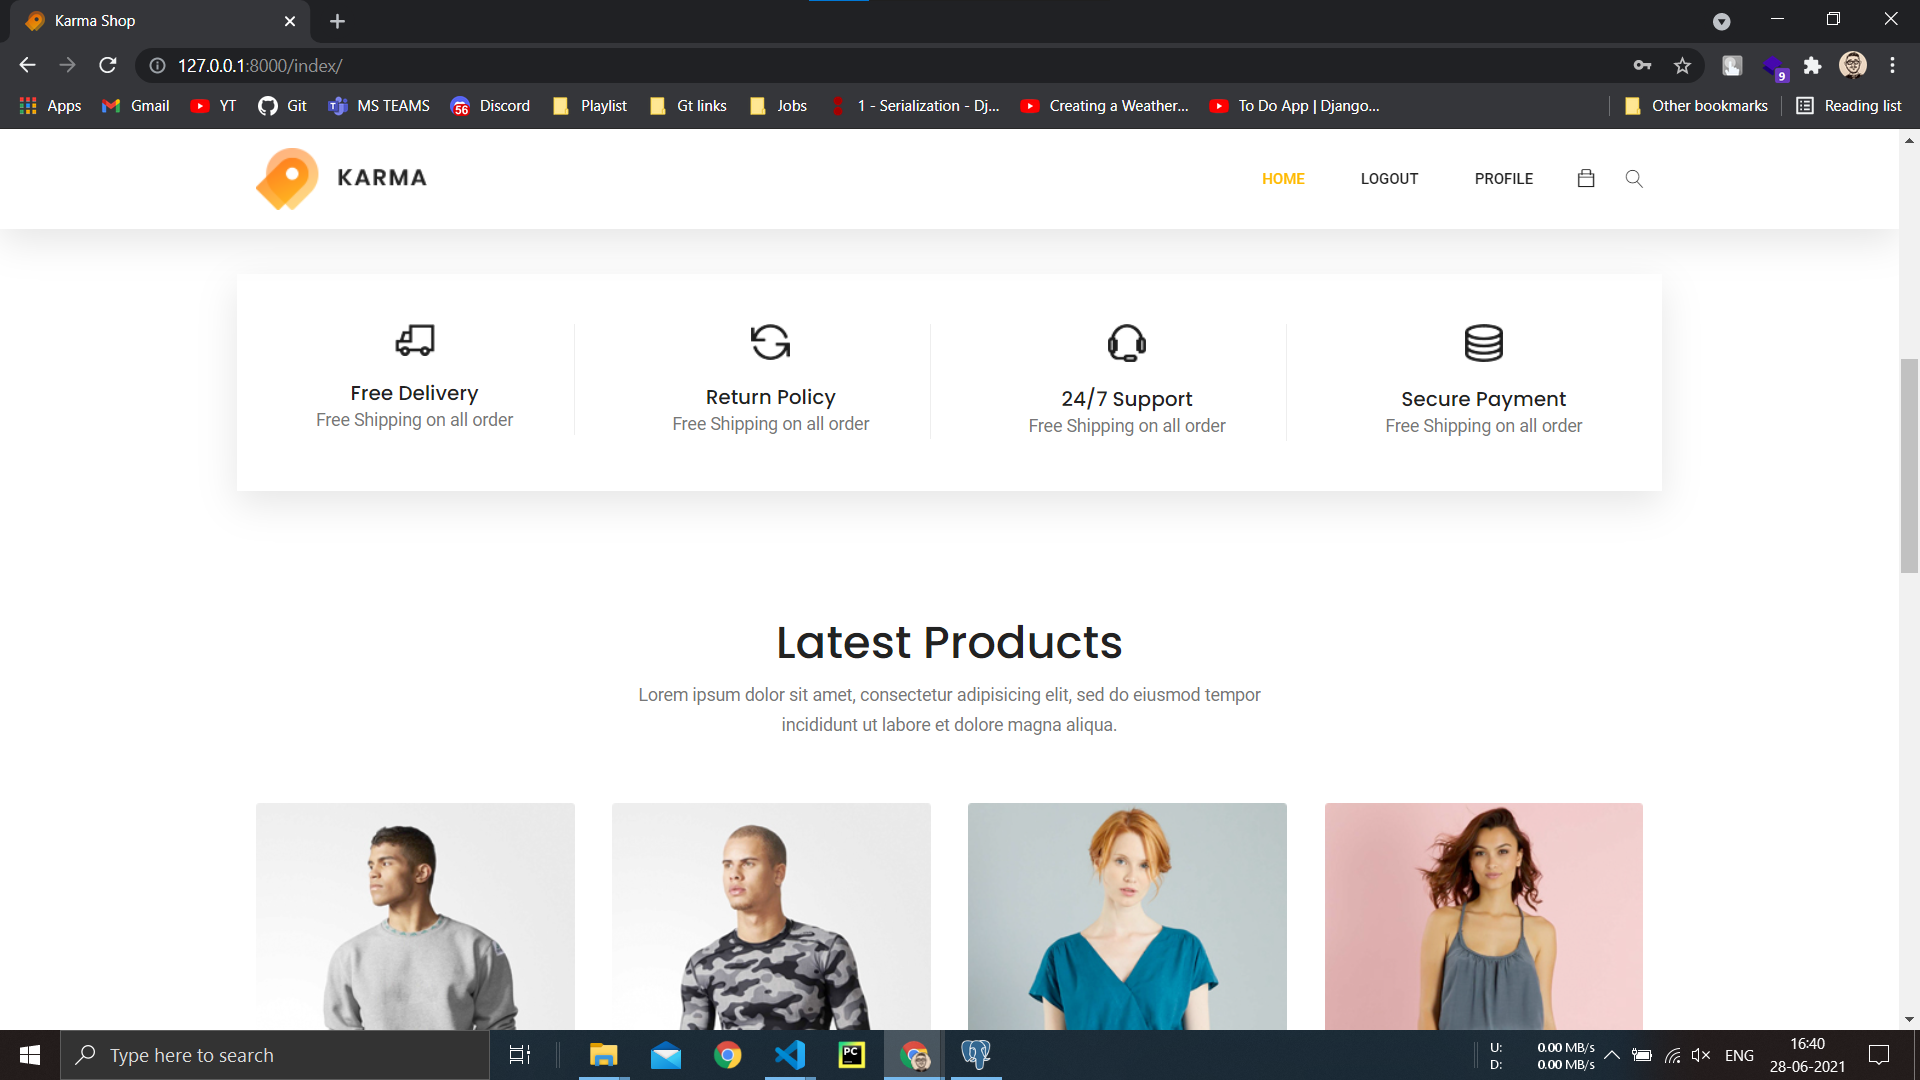 Karma Shop
127.0.0.1:8000/index/
9
Apps
Gmail
YT
Git
MS TEAMS
56
Discord
Playlist
Gt links
Jobs
1 - Serialization - Dj...
Creating a Weather...
To Do App | Django...
Other bookmarks
Reading list
KARMA
HOME
LOGOUT
PROFILE
Free Delivery
Free Shipping on all order
Return Policy
Free Shipping on all order
24/7 Support
Free Shipping on all order
Secure Payment
Free Shipping on all order
Latest Products
Lorem ipsum dolor sit amet, consectetur adipisicing elit, sed do eiusmod tempor
incididunt ut labore et dolore magna aliqua.
Type here to search
PC
U: 0.00 MB/s
D: 0.00 MB/s
ENG
16:40
28-06-2021